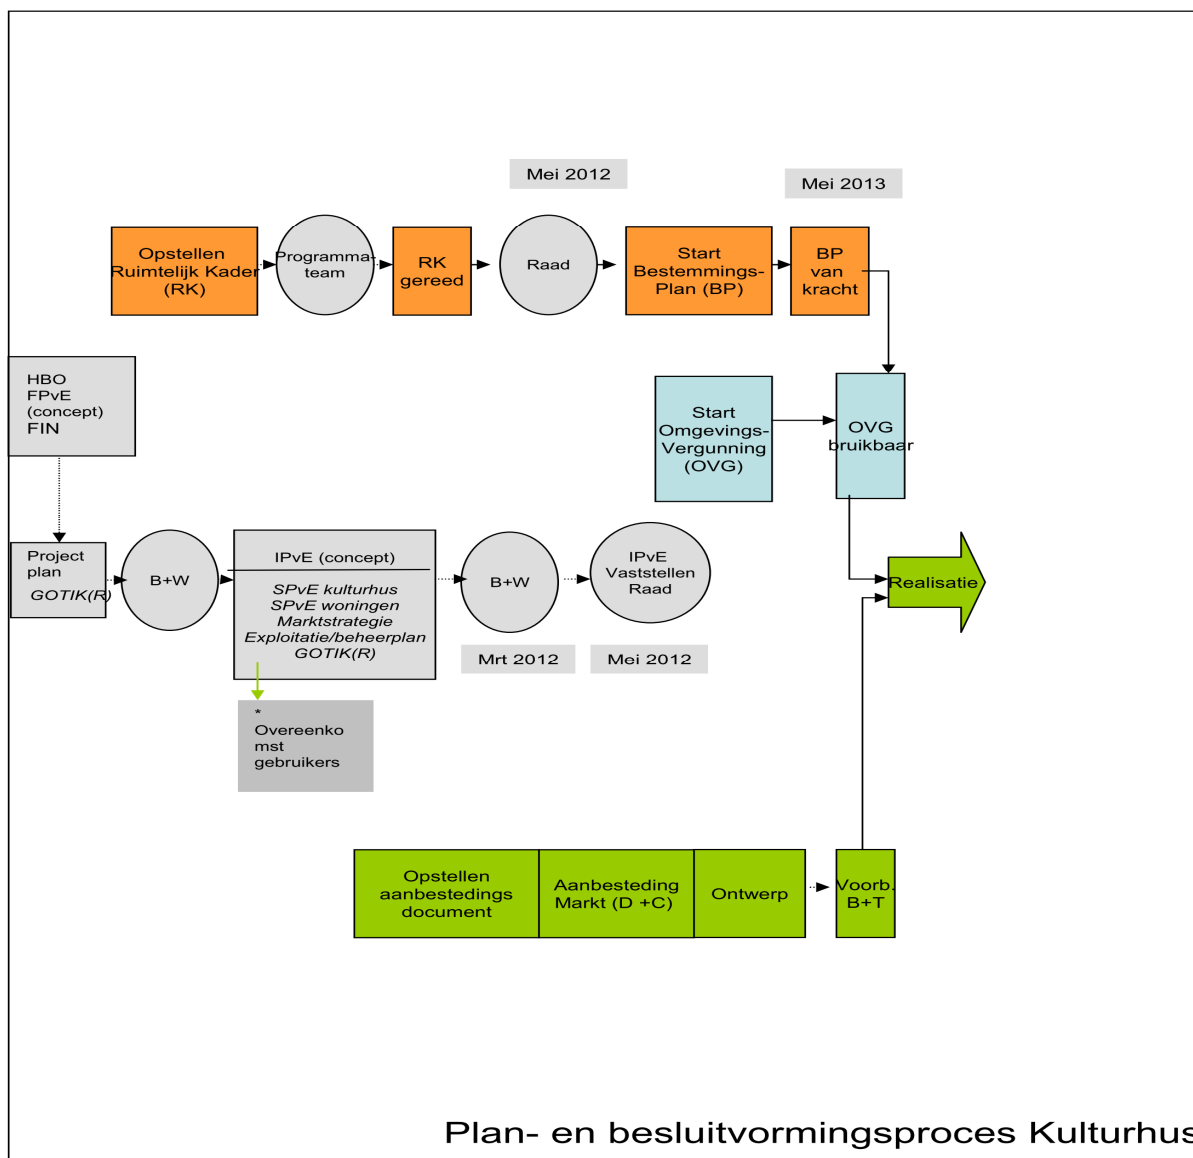 Mei 2012
Mei 2013
Opstellen
Ruimtelijk Kader
(RK)
Programma-
team
RK
gereed
Raad
Start
Bestemmings-
Plan (BP)
BP
van
kracht
HBO
FPvE
(concept)
FIN
Start
Omgevings-
Vergunning
(OVG)
OVG
bruikbaar
Project
plan
GOTIK(R)
B+W
IPvE (concept)
SPvE kulturhus
SPvE woningen
Marktstrategie
Exploitatie/beheerplan
GOTIK(R)
B+W
IPvE
Vaststellen
Raad
Realisatie
Mrt 2012
Mei 2012
*
Overeenko
mst
gebruikers
Opstellen
aanbestedings
document
Aanbesteding
Markt (D +C)
Ontwerp
Voorb.
B+T
Plan- en besluitvormingsproces Kulturhus